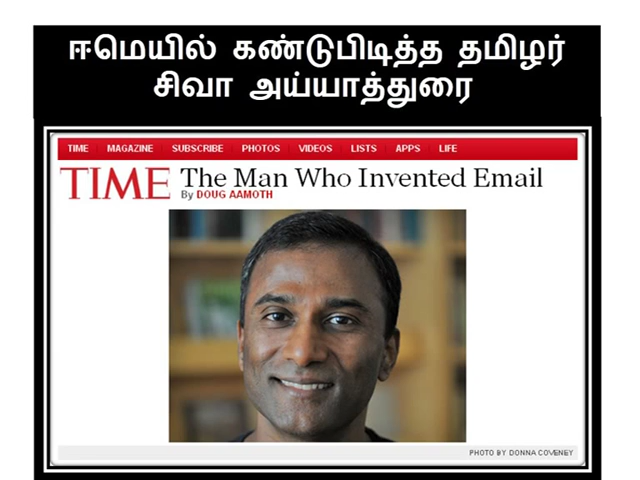 ஈமெயில் கண்டுபிடித்த தமிழர்
சிவா அய்யாத்துரை
TIME MAGAZINE SUBSCRIBE PHOTOS VIDEOS LISTS APPS LIFE
TIME The Man Who Invented Email
By DOUG AAMOTH
PHOTO BY DONNA COVENEY